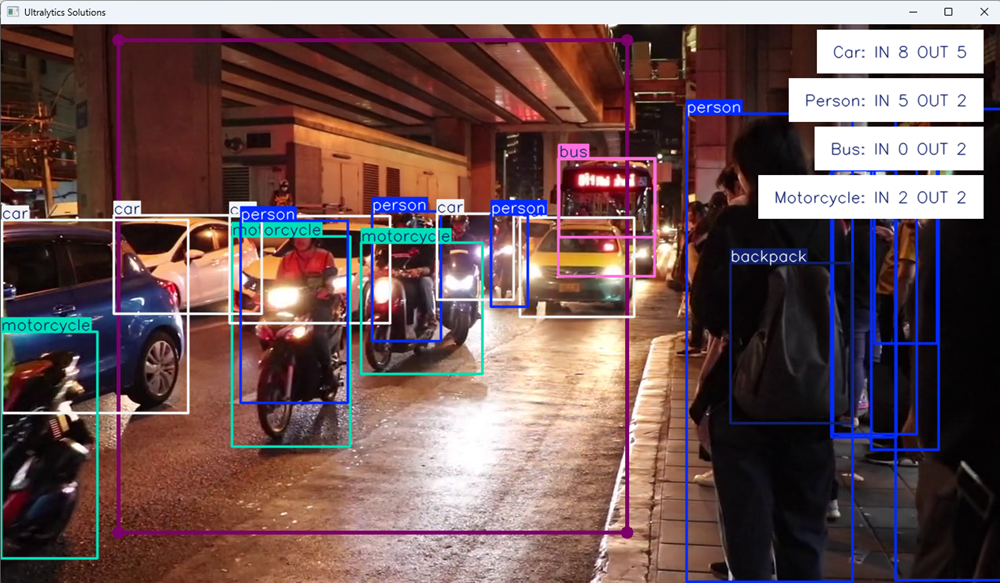 Ultralytics Solutions
Car: IN 8 OUT 5
person
Person: IN 5 OUT 2
bus
Bus: IN 0 OUT 2
Motorcycle: IN 2 OUT 2
car
car
person
person
car
person
motorcycle
motorcycle
backpack
motorcycle